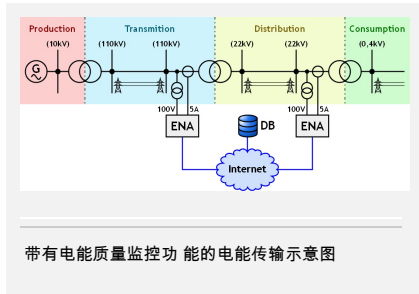 Production Transmition Distribution Consumption
(10kV) (110kV) (110kV) (22kV) (22kV) (0,4kV)
G
100V 5A 100V 5A
ENA DB ENA
Internet
带有电能质量监控功 能的电能传输示意图